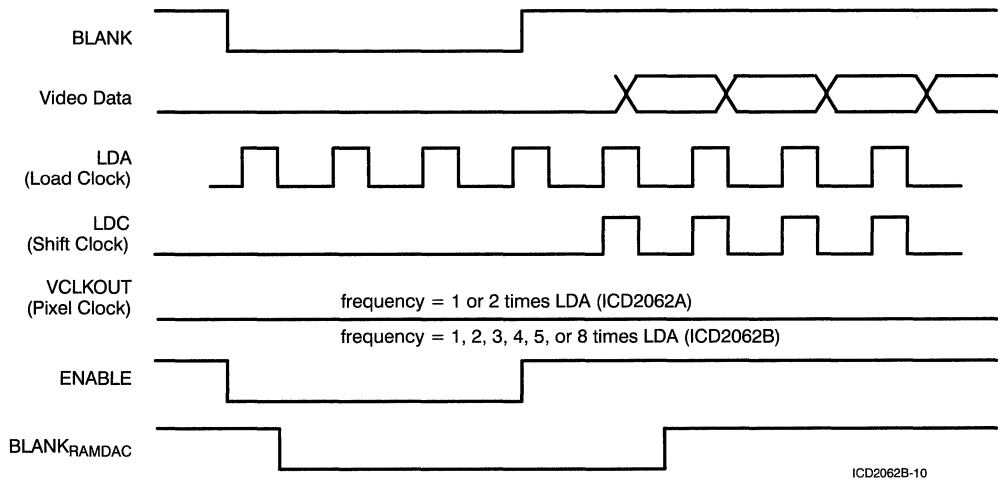 BLANK
Video Data
LDA
(Load Clock)
LDC
(Shift Clock)
VCLKOUT
(Pixel Clock)
frequency = 1 or 2 times LDA (ICD2062A)
frequency = 1, 2, 3, 4, 5, or 8 times LDA (ICD2062B)
ENABLE
BLANKRAMDAC
ICD2062B-10